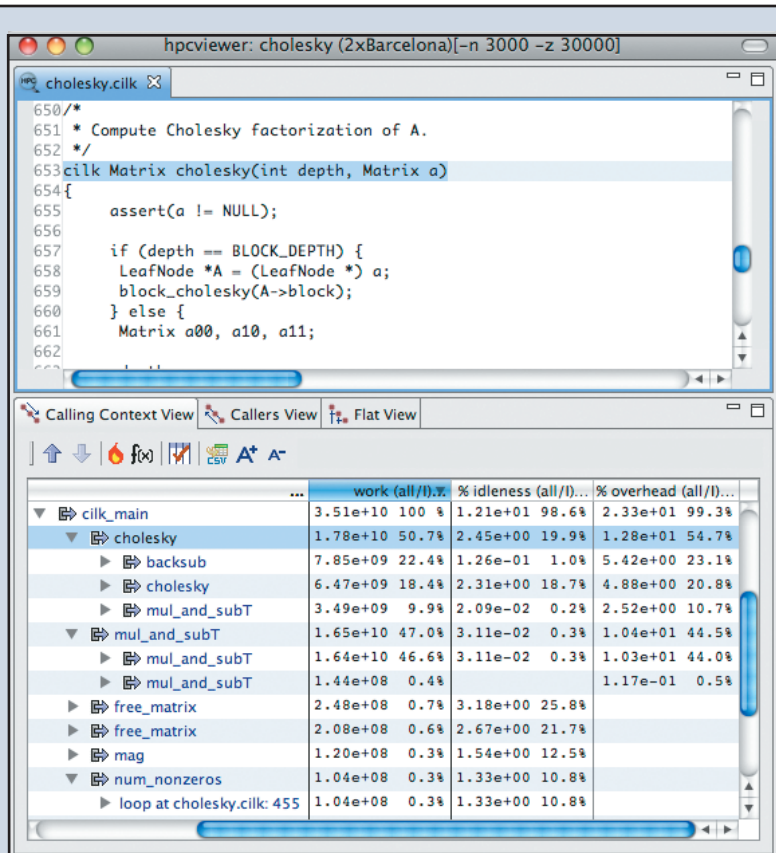 hpcviewer: cholesky (2xBarcelona)[-n 3000 -z 30000]
HPC cholesky.cilk
650 /*
651  * Compute Cholesky factorization of A.
652  */
653 cilk Matrix cholesky(int depth, Matrix a)
654 {
655      assert(a != NULL);
656
657      if (depth == BLOCK_DEPTH) {
658       LeafNode *A = (LeafNode *) a;
659       block_cholesky(A->block);
660      } else {
661       Matrix a00, a10, a11;
662
Calling Context View Callers View Flat View
f(x) CSV A+ A-
... work (all/I).▼. % idleness (all/I)... % overhead (all/I)...
cilk_main 3.51e+10 100 % 1.21e+01 98.6% 2.33e+01 99.3%
cholesky 1.78e+10 50.7% 2.45e+00 19.9% 1.28e+01 54.7%
backsub 7.85e+09 22.4% 1.26e-01 1.0% 5.42e+00 23.1%
cholesky 6.47e+09 18.4% 2.31e+00 18.7% 4.88e+00 20.8%
mul_and_subT 3.49e+09 9.9% 2.09e-02 0.2% 2.52e+00 10.7%
mul_and_subT 1.65e+10 47.0% 3.11e-02 0.3% 1.04e+01 44.5%
mul_and_subT 1.64e+10 46.6% 3.11e-02 0.3% 1.03e+01 44.0%
mul_and_subT 1.44e+08 0.4% 1.17e-01 0.5%
free_matrix 2.48e+08 0.7% 3.18e+00 25.8%
free_matrix 2.08e+08 0.6% 2.67e+00 21.7%
mag 1.20e+08 0.3% 1.54e+00 12.5%
num_nonzeros 1.04e+08 0.3% 1.33e+00 10.8%
loop at cholesky.cilk: 455 1.04e+08 0.3% 1.33e+00 10.8%